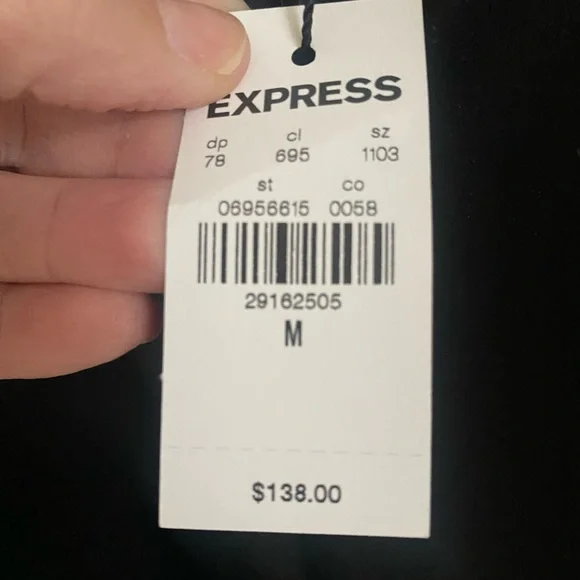 EXPRESS
dp cl sz
78 695 1103
st co
06956615 0058
29162505
M
$138.00